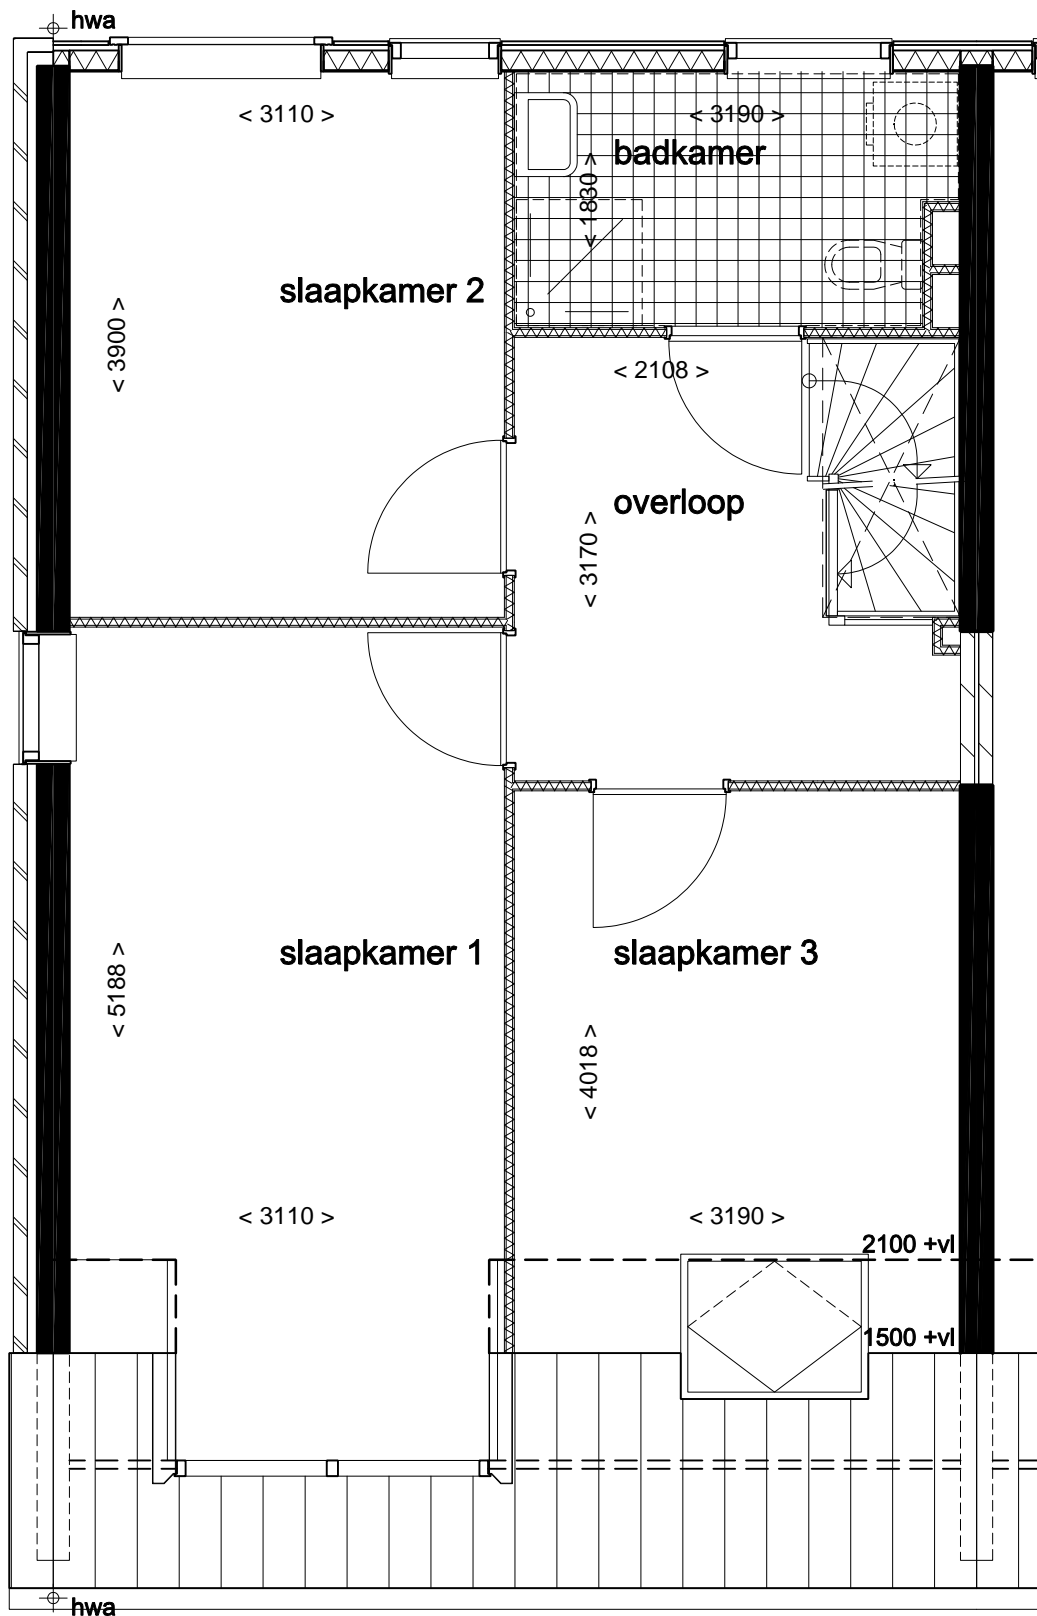 hwa
< 3110 >
< 3190 >
badkamer
< 1830 >
slaapkamer 2
< 3900 >
< 2108 >
overloop
< 3170 >
slaapkamer 1
slaapkamer 3
< 5188 >
< 4018 >
< 3110 >
< 3190 >
2100 +vl
1500 +vl
hwa